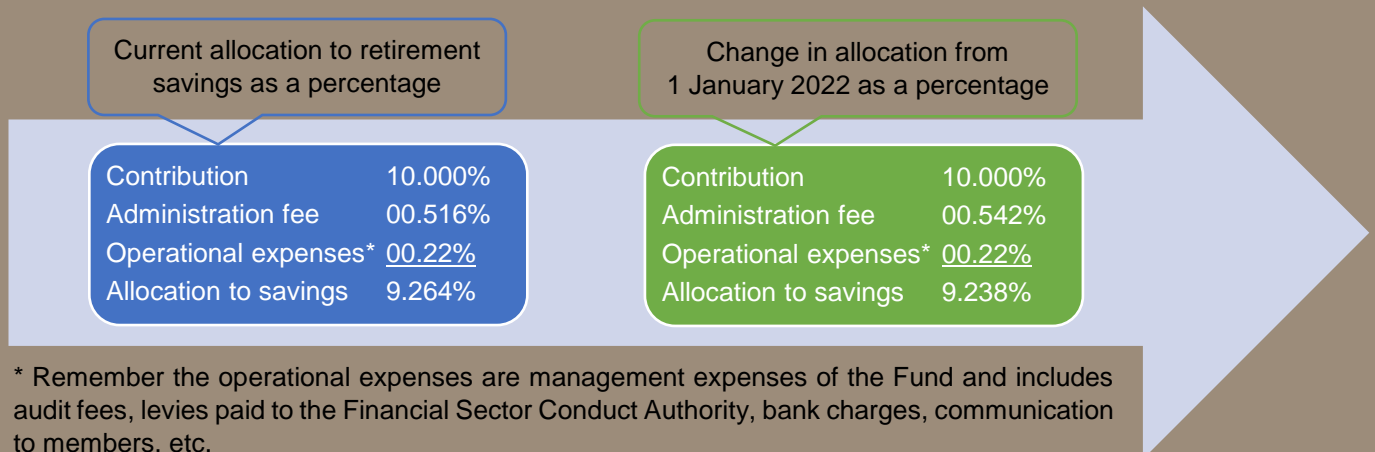 Current allocation to retirement
savings as a percentage
Change in allocation from
1 January 2022 as a percentage
Contribution 10.000%
Administration fee 00.516%
Operational expenses* 00.22%
Allocation to savings 9.264%
Contribution 10.000%
Administration fee 00.542%
Operational expenses* 00.22%
Allocation to savings 9.238%
* Remember the operational expenses are management expenses of the Fund and includes
audit fees, levies paid to the Financial Sector Conduct Authority, bank charges, communication
to members, etc.